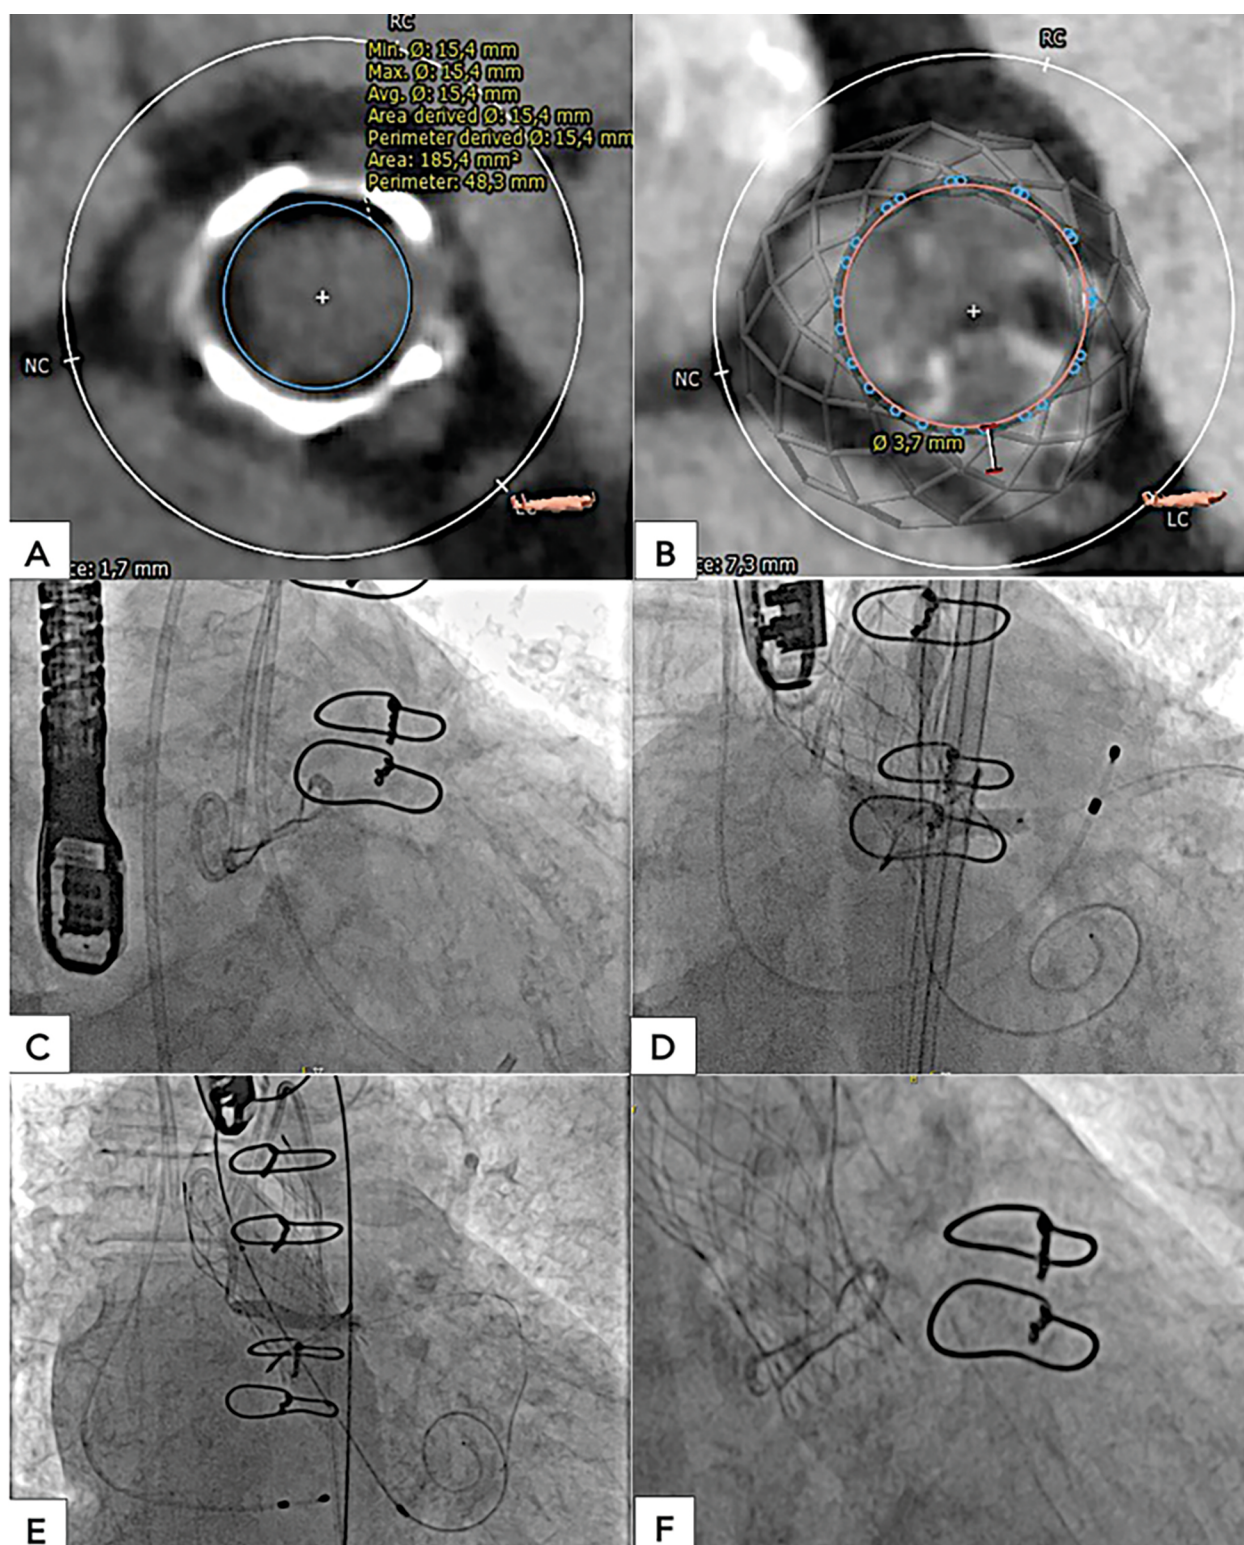 RC
Min. Ø: 15,4 mm
Max. Ø: 15,4 mm
Avg. Ø: 15,4 mm
Area derived Ø: 15,4 mm
Perimeter derived Ø: 15,4 mm
Area: 185,4 mm²
Perimeter: 48,3 mm
NC
A
ce: 1,7 mm
RC
NC
Ø 3,7 mm
LC
B
ce: 7,3 mm
C
D
E
F